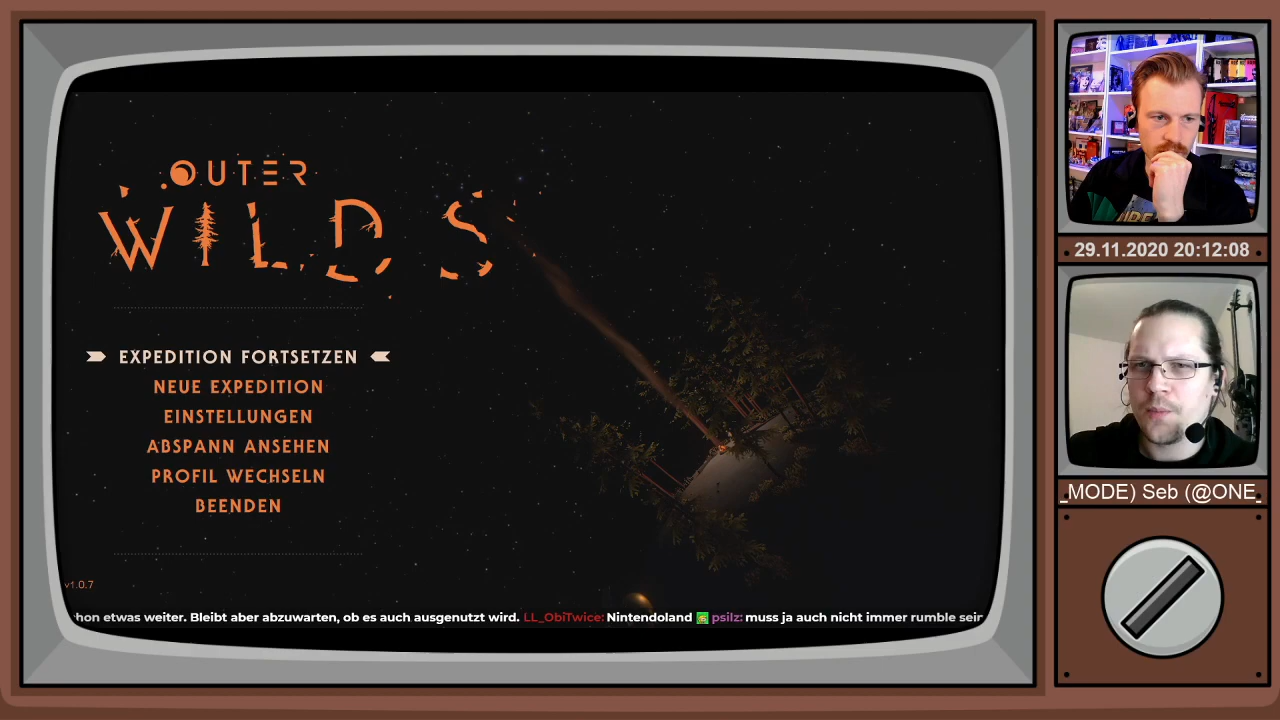 OUTER
WILDS
EXPEDITION FORTSETZEN
NEUE EXPEDITION
EINSTELLUNGEN
ABSPANN ANSEHEN
PROFIL WECHSELN
BEENDEN
v1.0.7
hon etwas weiter. Bleibt aber abzuwarten, ob es auch ausgenutzt wird. LL_ObiTwice: Nintendoland psilz: muss ja auch nicht immer rumble sein
29.11.2020 20:12:08
_MODE) Seb (@ONE_